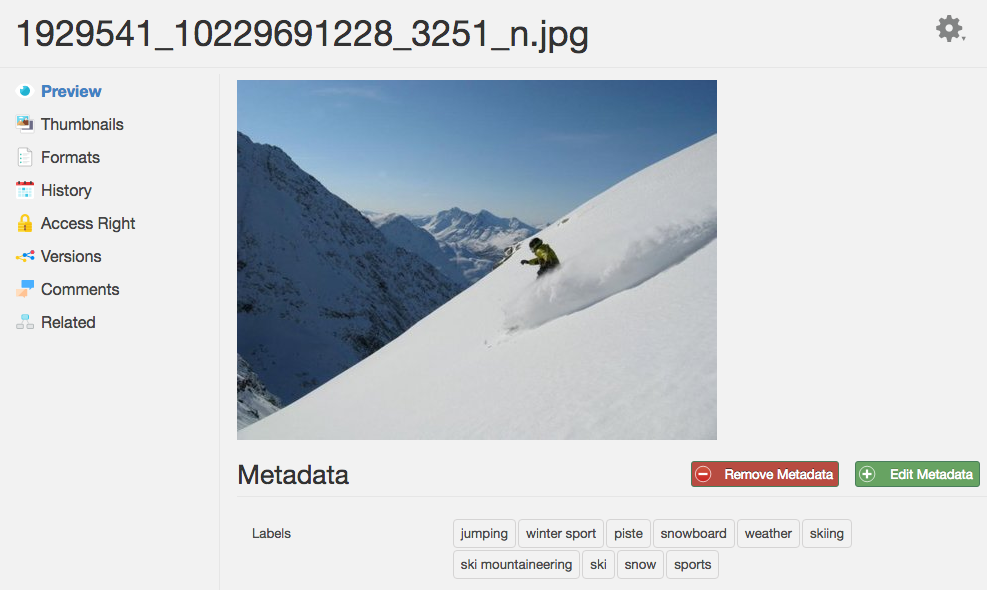 1929541_10229691228_3251_n.jpg
Preview
Thumbnails
Formats
History
Access Right
Versions
Comments
Related
Metadata
Remove Metadata
Edit Metadata
Labels
jumping winter sport piste snowboard weather skiing
ski mountaineering ski snow sports